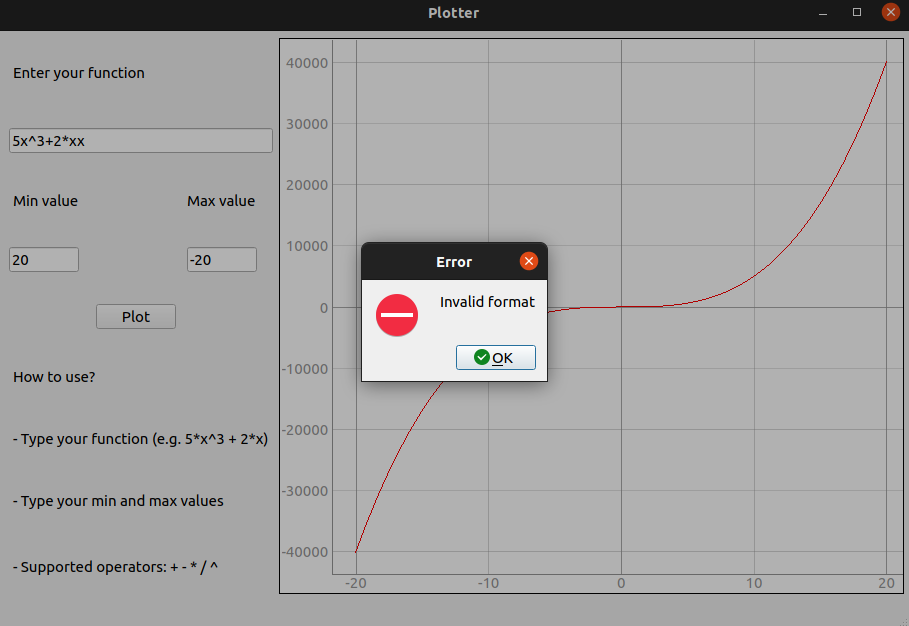 Plotter
Enter your function
5x^3+2*xx
Min value
Max value
20
-20
Plot
How to use?
- Type your function (e.g. 5*x^3 + 2*x)
- Type your min and max values
- Supported operators: + - * / ^
40000
30000
20000
10000
0
-10000
-20000
-30000
-40000
-20
-10
0
10
20
Error
Invalid format
OK